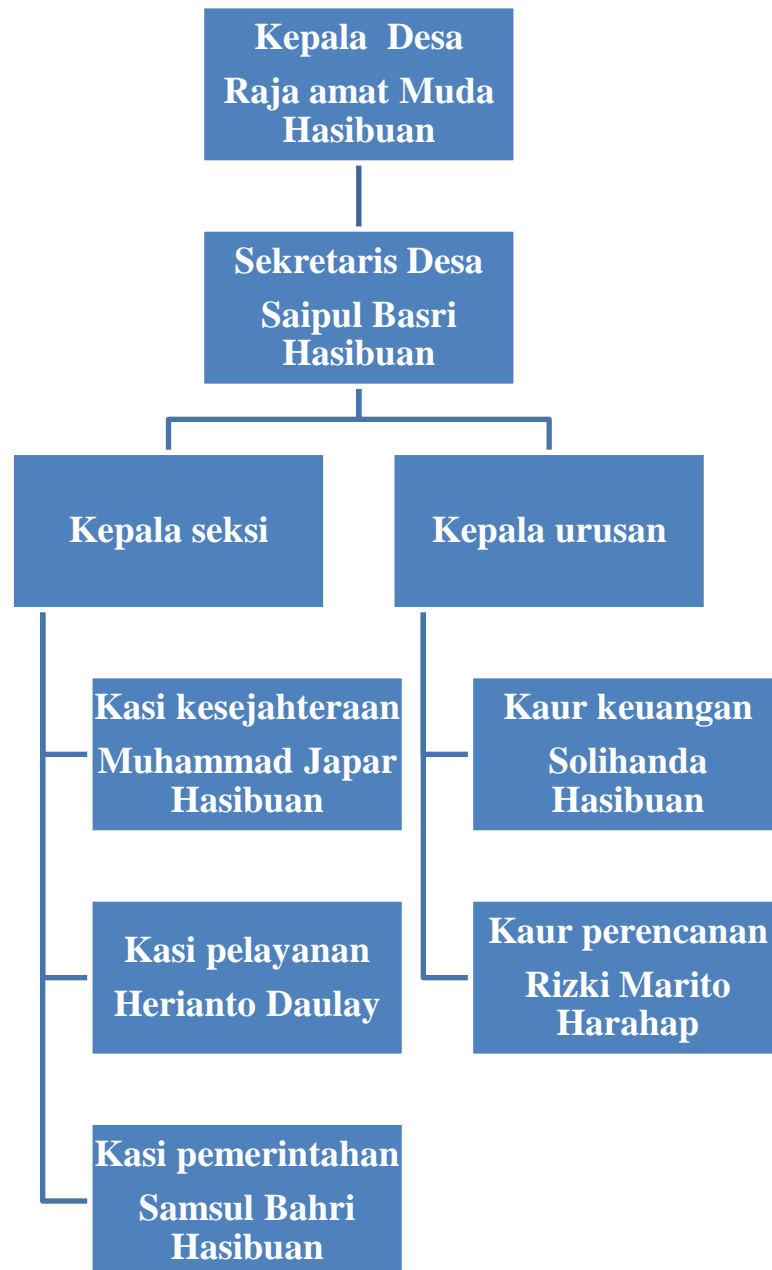 Kepala  Desa
Raja amat Muda
Hasibuan
Sekretaris Desa
Saipul Basri
Hasibuan
Kepala seksi
Kepala urusan
Kasi kesejahteraan
Muhammad Japar
Hasibuan
Kaur keuangan
Solihanda
Hasibuan
Kasi pelayanan
Herianto Daulay
Kaur perencanan
Rizki Marito
Harahap
Kasi pemerintahan
Samsul Bahri
Hasibuan